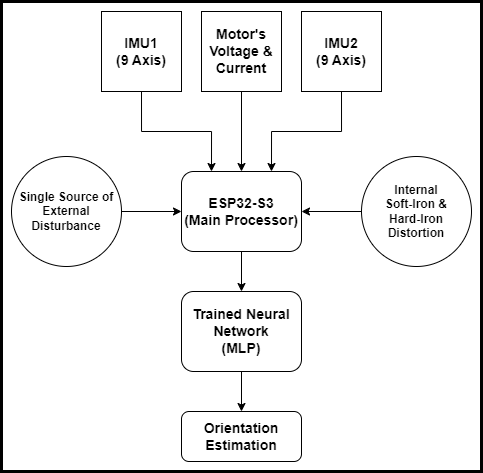 IMU1
(9 Axis)
Motor's
Voltage &
Current
IMU2
(9 Axis)
Single Source of
External
Disturbance
ESP32-S3
(Main Processor)
Internal
Soft-Iron &
Hard-Iron
Distortion
Trained Neural
Network
(MLP)
Orientation
Estimation